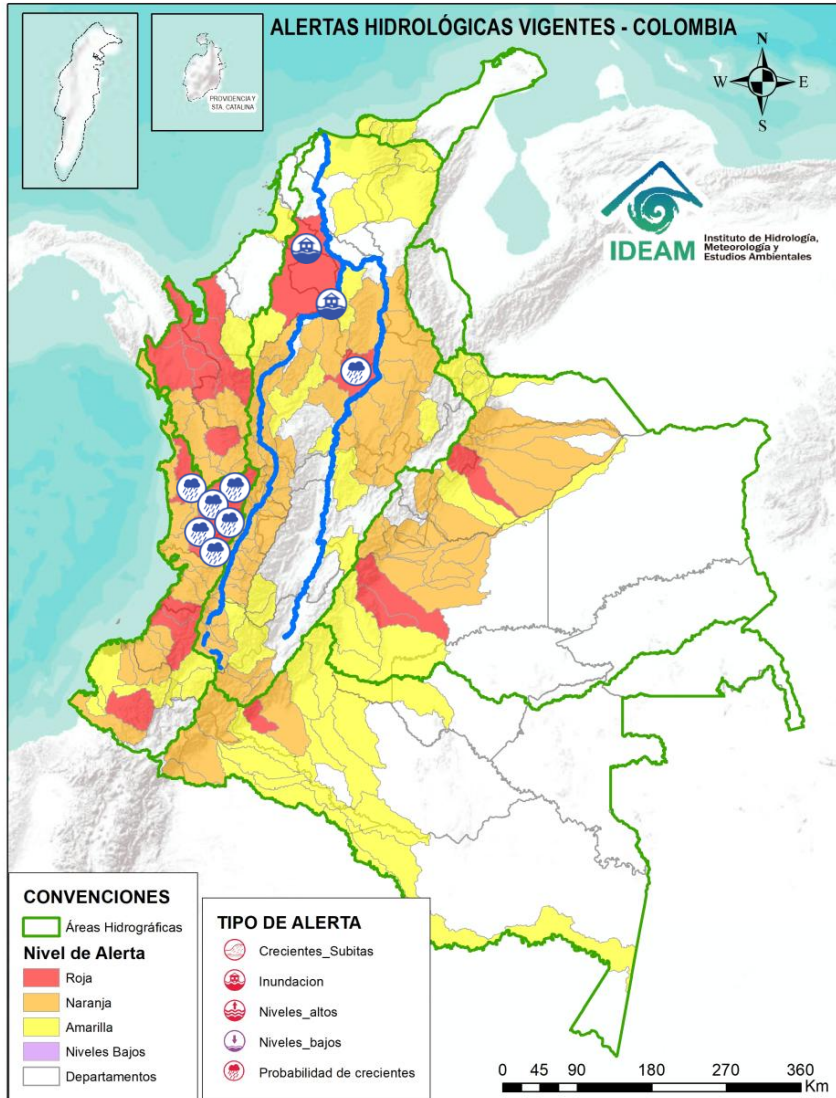 ALERTAS HIDROLÓGICAS VIGENTES - COLOMBIA
PROVIDENCIA Y
STA. CATALINA
N
W
E
S
IDEAM
Instituto de Hidrología,
Meteorología y
Estudios Ambientales
CONVENCIONES
Áreas Hidrográficas
Nivel de Alerta
Roja
Naranja
Amarilla
Niveles Bajos
Departamentos
TIPO DE ALERTA
Crecientes_Subitas
Inundacion
Niveles_altos
Niveles_bajos
Probabilidad de crecientes
0 45 90 180 270 360
Km